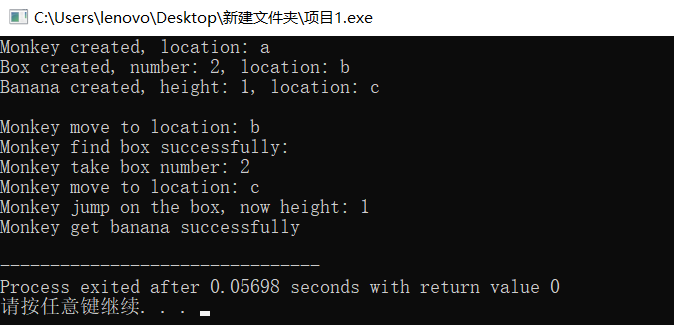 C:\Users\lenovo\Desktop\新建文件夹\项目1.exe
Monkey created, location: a
Box created, number: 2, location: b
Banana created, height: 1, location: c
Monkey move to location: b
Monkey find box successfully:
Monkey take box number: 2
Monkey move to location: c
Monkey jump on the box, now height: 1
Monkey get banana successfully
--------------------------------
Process exited after 0.05698 seconds with return value 0
请按任意键继续. . .